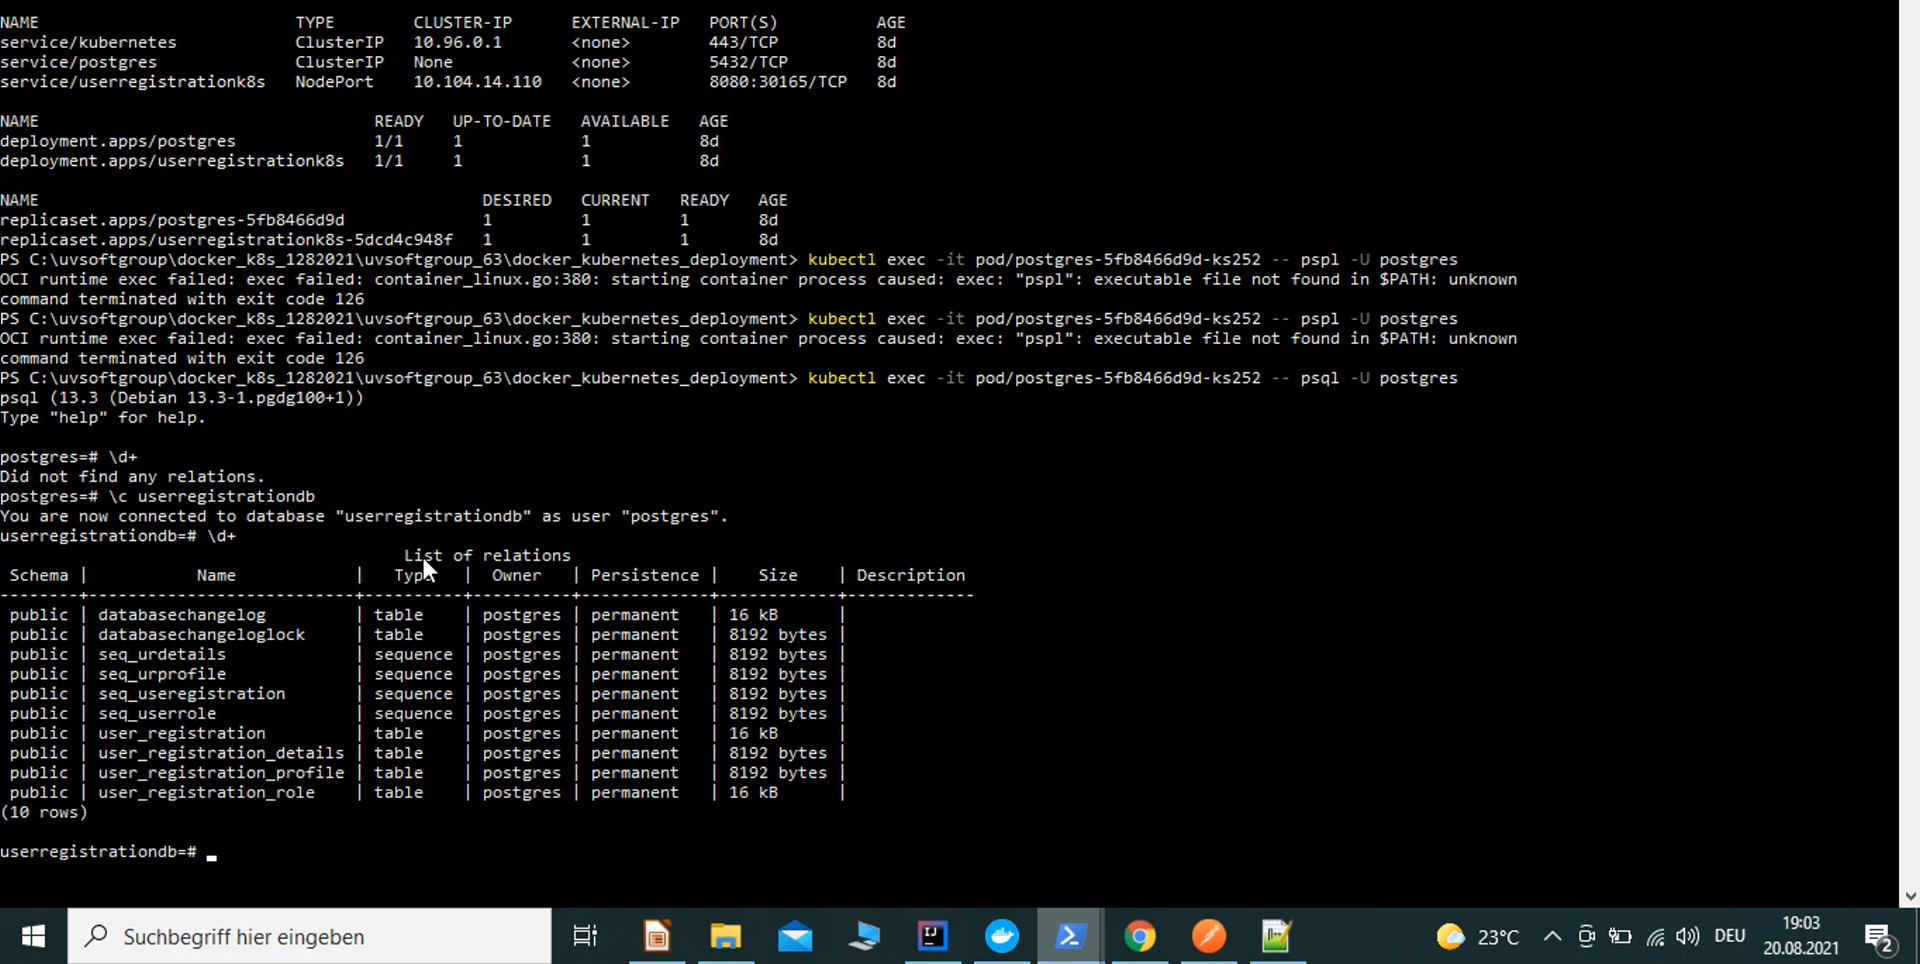 NAME TYPE CLUSTER-IP EXTERNAL-IP PORT(S) AGE
service/kubernetes ClusterIP 10.96.0.1 <none> 443/TCP 8d
service/postgres ClusterIP None <none> 5432/TCP 8d
service/userregistrationk8s NodePort 10.104.14.110 <none> 8080:30165/TCP 8d
NAME READY UP-TO-DATE AVAILABLE AGE
deployment.apps/postgres 1/1 1 1 8d
deployment.apps/userregistrationk8s 1/1 1 1 8d
NAME DESIRED CURRENT READY AGE
replicaset.apps/postgres-5fb8466d9d 1 1 1 8d
replicaset.apps/userregistrationk8s-5dcd4c948f 1 1 1 8d
PS C:\uvsoftgroup\docker_k8s_1282021\uvsoftgroup_63\docker_kubernetes_deployment> kubectl exec -it pod/postgres-5fb8466d9d-ks252 -- pspl -U postgres
OCI runtime exec failed: exec failed: container_linux.go:380: starting container process caused: exec: "pspl": executable file not found in $PATH: unknown
command terminated with exit code 126
PS C:\uvsoftgroup\docker_k8s_1282021\uvsoftgroup_63\docker_kubernetes_deployment> kubectl exec -it pod/postgres-5fb8466d9d-ks252 -- pspl -U postgres
OCI runtime exec failed: exec failed: container_linux.go:380: starting container process caused: exec: "pspl": executable file not found in $PATH: unknown
command terminated with exit code 126
PS C:\uvsoftgroup\docker_k8s_1282021\uvsoftgroup_63\docker_kubernetes_deployment> kubectl exec -it pod/postgres-5fb8466d9d-ks252 -- psql -U postgres
psql (13.3 (Debian 13.3-1.pgdg100+1))
Type "help" for help.
postgres=# \d+
Did not find any relations.
postgres=# \c userregistrationdb
You are now connected to database "userregistrationdb" as user "postgres".
userregistrationdb=# \d+
List of relations
Schema | Name | Type | Owner | Persistence | Size | Description
--------+---------------------------+----------+----------+-------------+------------+-------------
public | databasechangelog | table | postgres | permanent | 16 kB |
public | databasechangeloglock | table | postgres | permanent | 8192 bytes |
public | seq_urdetails | sequence | postgres | permanent | 8192 bytes |
public | seq_urprofile | sequence | postgres | permanent | 8192 bytes |
public | seq_useregistration | sequence | postgres | permanent | 8192 bytes |
public | seq_userrole | sequence | postgres | permanent | 8192 bytes |
public | user_registration | table | postgres | permanent | 16 kB |
public | user_registration_details | table | postgres | permanent | 8192 bytes |
public | user_registration_profile | table | postgres | permanent | 8192 bytes |
public | user_registration_role | table | postgres | permanent | 16 kB |
(10 rows)
userregistrationdb=#
Suchbegriff hier eingeben
IJ
23°C
DEU
19:03
20.08.2021
2